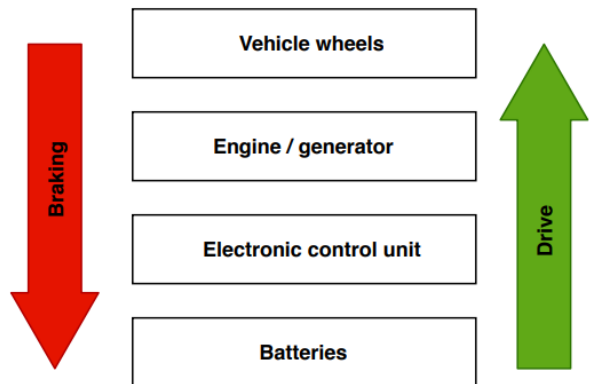 Vehicle wheels
Engine / generator
Braking
Drive
Electronic control unit
Batteries